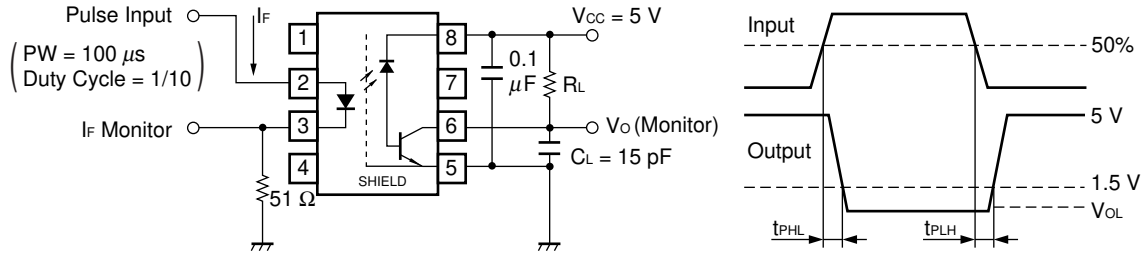 Pulse Input
(PW = 100 μs
Duty Cycle = 1/10)
IF
IF Monitor
51 Ω
1
2
3
4
8
7
6
5
SHIELD
VCC = 5 V
0.1
μF
RL
VO (Monitor)
CL = 15 pF
Input
50%
5 V
Output
1.5 V
VOL
tPHL
tPLH